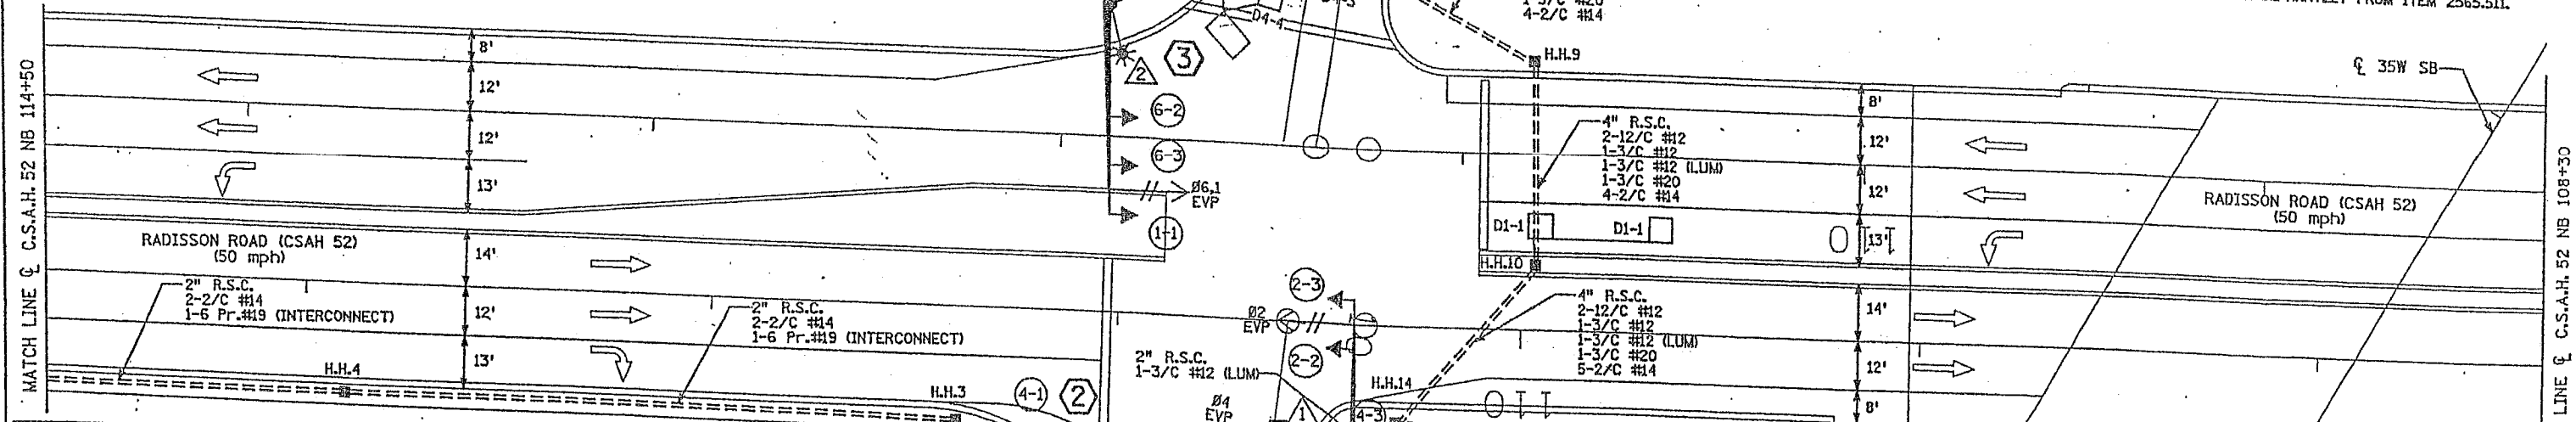 MATCH LINE ℄ C.S.A.H. 52 NB 114+50
8'
12'
12'
13'
RADISSON ROAD (CSAH 52)
(50 mph)
14'
12'
13'
2" R.S.C.
2-2/C #14
1-6 Pr.#19 (INTERCONNECT)
2" R.S.C.
2-2/C #14
1-6 Pr.#19 (INTERCONNECT)
H.H.4
H.H.3
4-1
2
D4-4
2
3
6-2
6-3
Ø6,1
EVP
1-1
2-3
Ø2
EVP
2-2
2" R.S.C.
1-3/C #12 (LUM)
Ø4
EVP
1
4-3
H.H.14
1-3/C #20
4-2/C #14
FROM ITEM 2565.511.
H.H.9
4" R.S.C.
2-12/C #12
1-3/C #12
1-3/C #12 (LUM)
1-3/C #20
4-2/C #14
D1-1
D1-1
H.H.10
4" R.S.C.
2-12/C #12
1-3/C #12
1-3/C #12 (LUM)
1-3/C #20
5-2/C #14
8'
12'
12'
13'
14'
12'
8'
℄ 35W SB
RADISSON ROAD (CSAH 52)
(50 mph)
LINE ℄ C.S.A.H. 52 NB 108+30